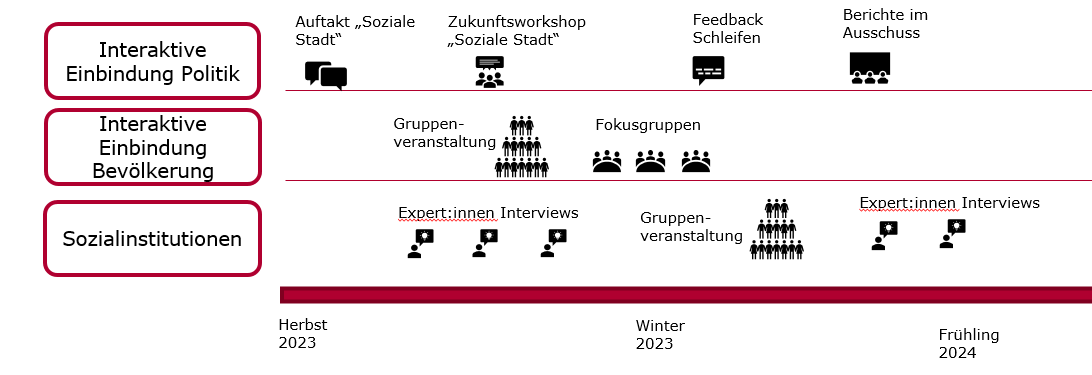 Interaktive
Einbindung Politik
Auftakt „Soziale
Stadt“
Zukunftsworkshop
„Soziale Stadt“
Feedback
Schleifen
Berichte im
Ausschuss
Interaktive
Einbindung
Bevölkerung
Gruppen-
veranstaltung
Fokusgruppen
Sozialinstitutionen
Expert:innen Interviews
Gruppen-
veranstaltung
Expert:innen Interviews
Herbst
2023
Winter
2023
Frühling
2024